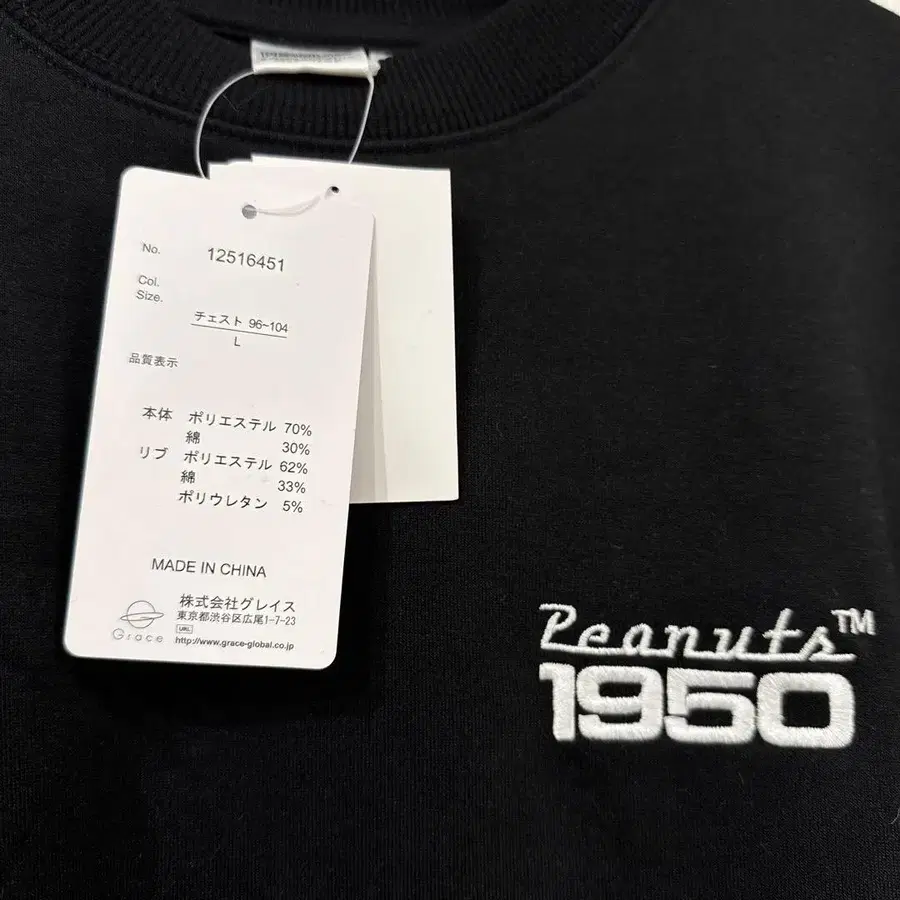 No. 12516451
Col.
Size.
チェスト 96~104
L
品質表示
本体 ポリエステル 70%
綿 30%
リブ ポリエステル 62%
綿 33%
ポリウレタン 5%
MADE IN CHINA
株式会社グレイス
東京都渋谷区広尾1-7-23
URL
Grace http://www.grace-global.co.jp
Peanuts™
1950